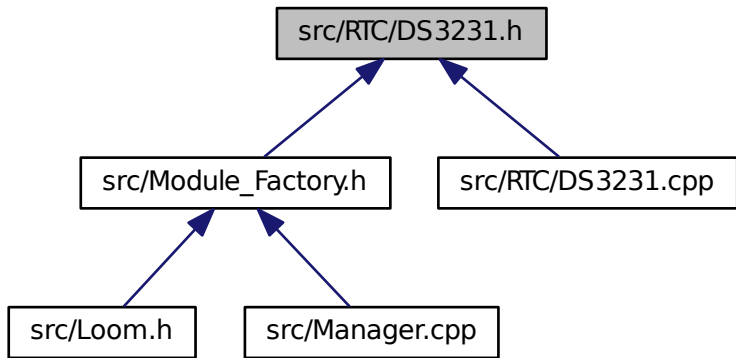 src/RTC/DS3231.h
src/Module_Factory.h
src/RTC/DS3231.cpp
src/Loom.h
src/Manager.cpp